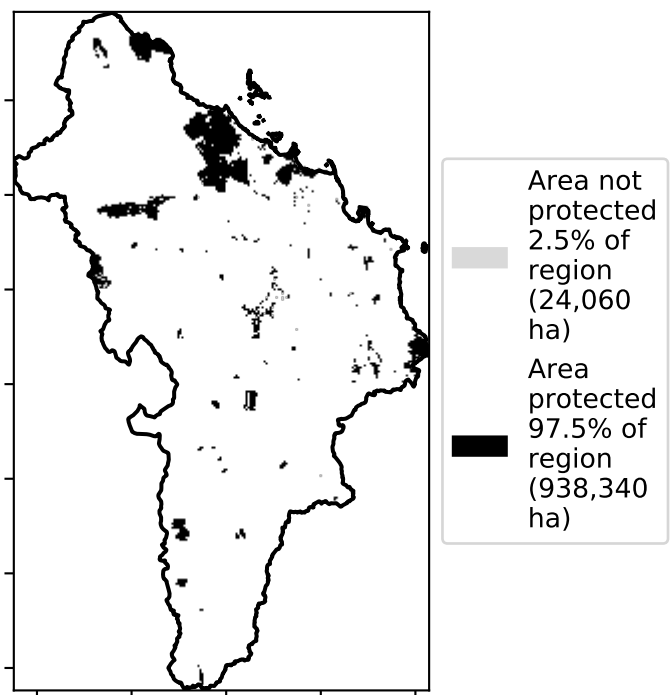 Area not
protected
2.5% of
region
(24,060
ha)
Area
protected
97.5% of
region
(938,340
ha)